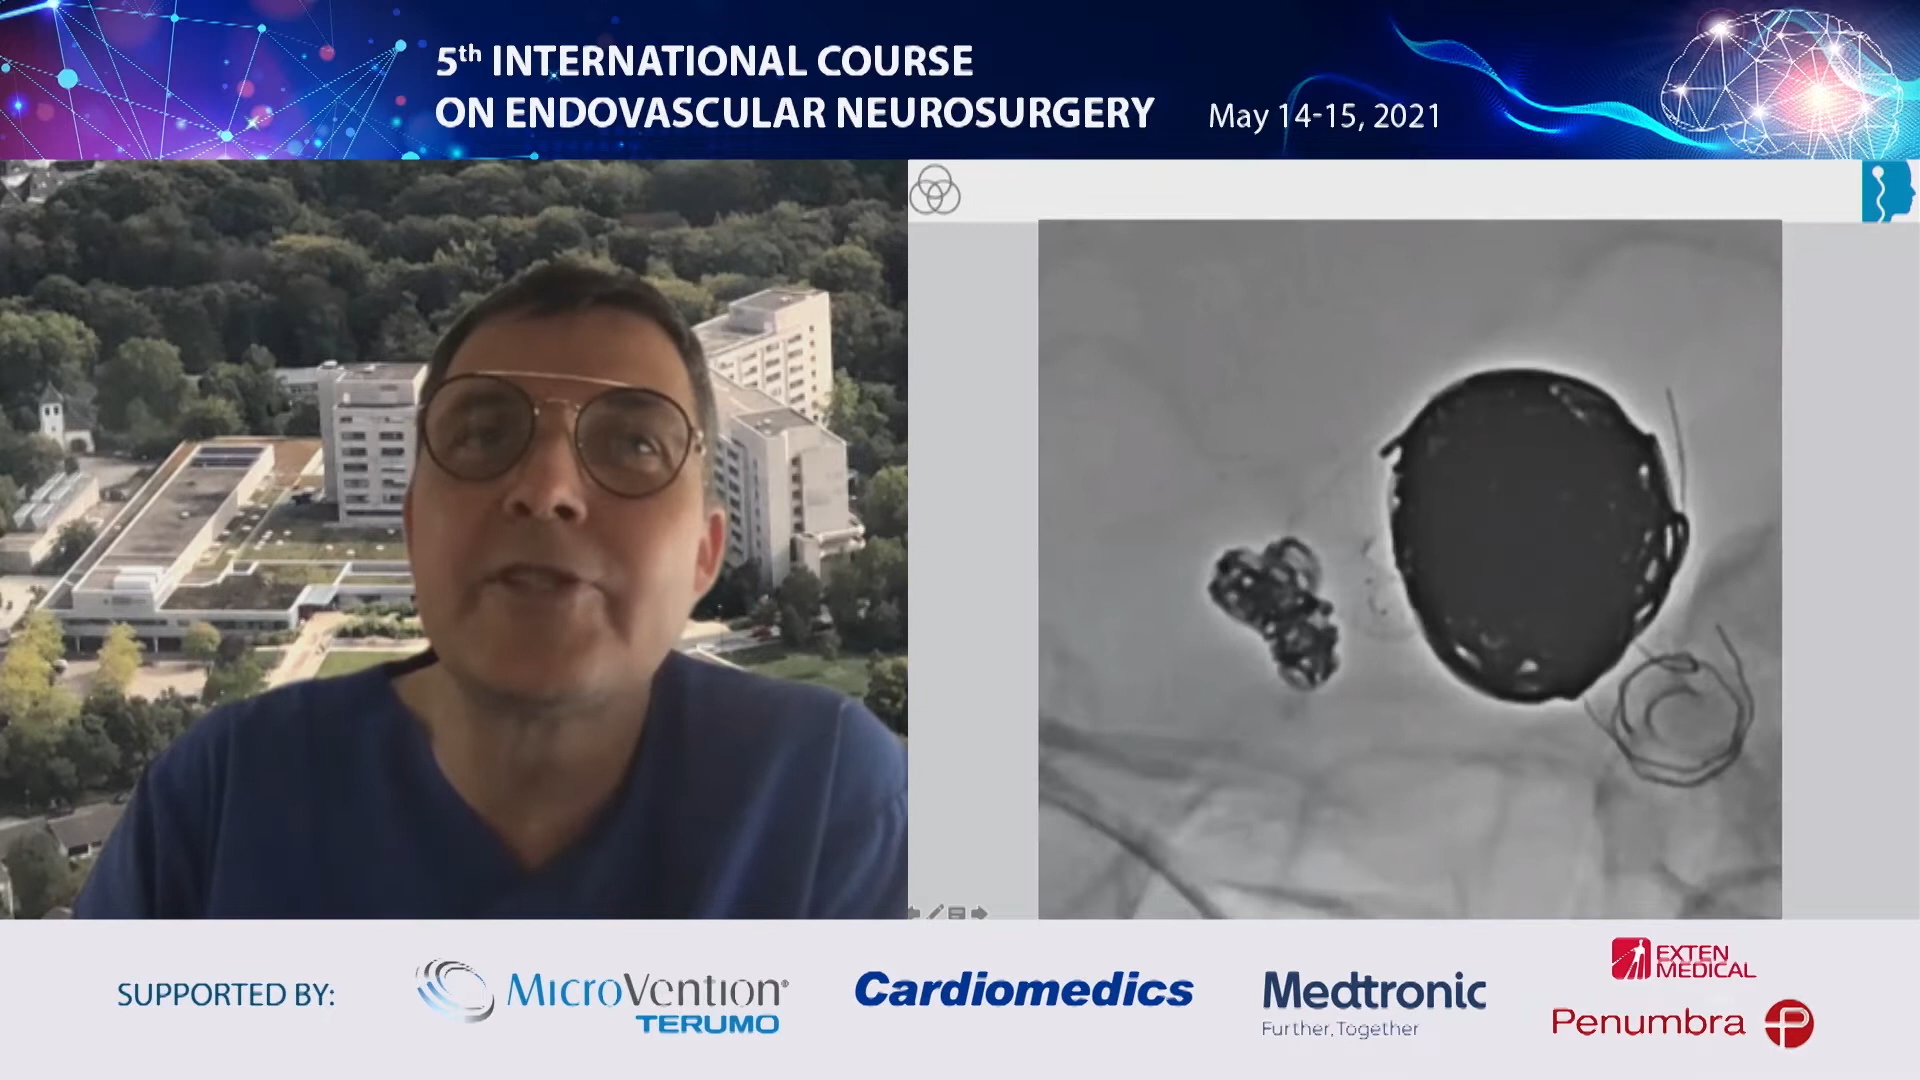 5th INTERNATIONAL COURSE
ON ENDOVASCULAR NEUROSURGERY May 14-15, 2021
SUPPORTED BY:
MicroVention®
TERUMO
Cardiomedics
Medtronic
Further, Together
EXTEN
MEDICAL
Penumbra
P